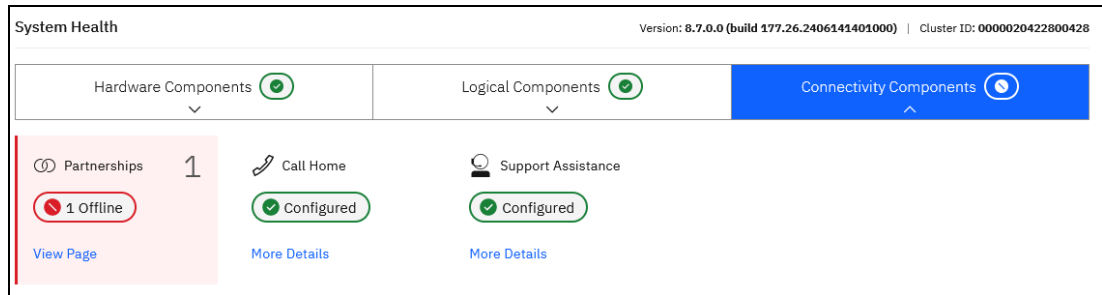 System Health
Version: 8.7.0.0 (build 177.26.2406141401000) | Cluster ID: 0000020422800428
Hardware Components
Logical Components
Connectivity Components
Partnerships 1
1 Offline
View Page
Call Home
Configured
More Details
Support Assistance
Configured
More Details